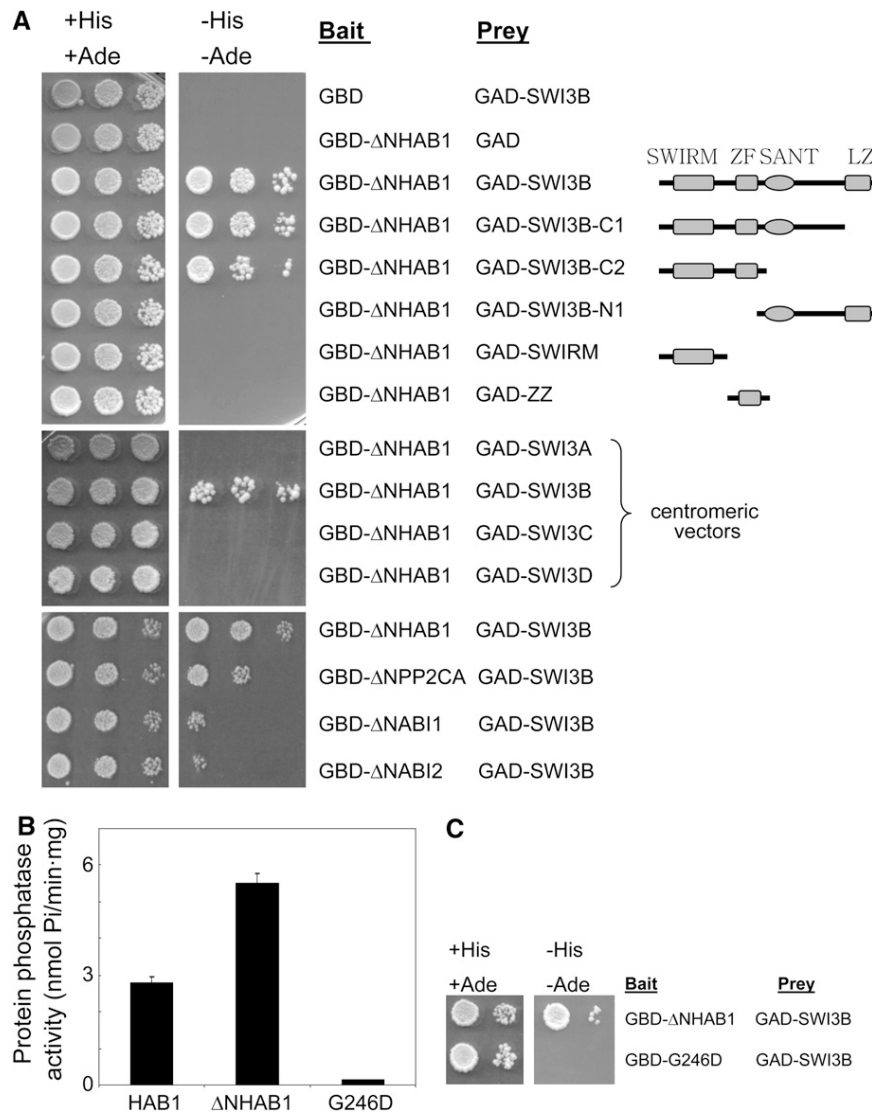 A
+His -His Bait Prey
+Ade -Ade
GBD GAD-SWI3B
GBD-ΔNHAB1 GAD
SWIRM ZF SANT LZ
GBD-ΔNHAB1 GAD-SWI3B
GBD-ΔNHAB1 GAD-SWI3B-C1
GBD-ΔNHAB1 GAD-SWI3B-C2
GBD-ΔNHAB1 GAD-SWI3B-N1
GBD-ΔNHAB1 GAD-SWIRM
GBD-ΔNHAB1 GAD-ZZ
GBD-ΔNHAB1 GAD-SWI3A
GBD-ΔNHAB1 GAD-SWI3B
GBD-ΔNHAB1 GAD-SWI3C
GBD-ΔNHAB1 GAD-SWI3D
centromeric
vectors
GBD-ΔNHAB1 GAD-SWI3B
GBD-ΔNPP2CA GAD-SWI3B
GBD-ΔNABI1 GAD-SWI3B
GBD-ΔNABI2 GAD-SWI3B
B
Protein phosphatase
activity (nmol Pi/min·mg)
6
3
0
HAB1 ΔNHAB1 G246D
C
+His -His
+Ade -Ade Bait Prey
GBD-ΔNHAB1 GAD-SWI3B
GBD-G246D GAD-SWI3B